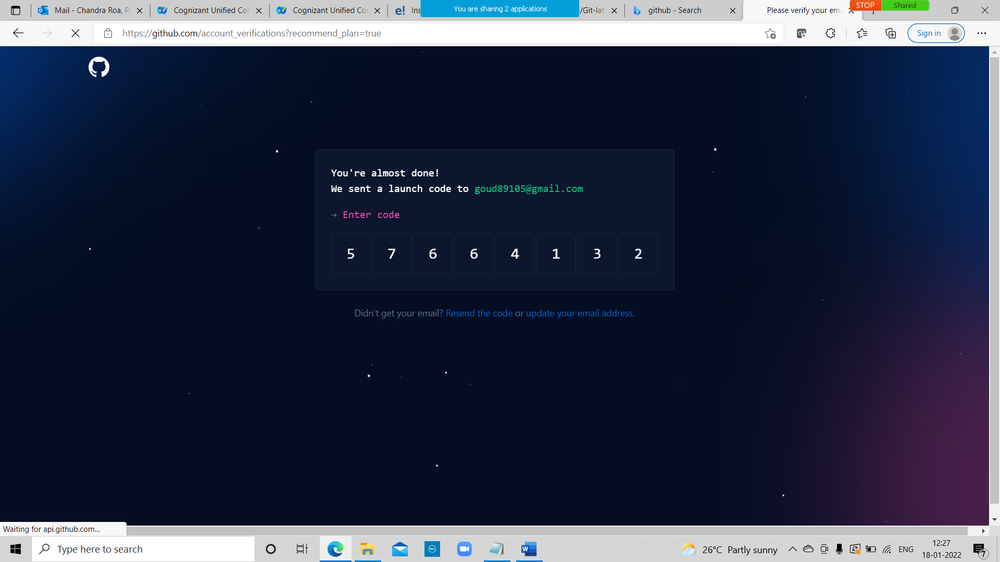 Mail - Chandra Roa, P
Cognizant Unified Cor
Cognizant Unified Cor
e! Ins
You are sharing 2 applications
/Git-lat
github - Search
Please verify your ema
STOP
Shared
https://github.com/account_verifications?recommend_plan=true
Sign in
You're almost done!
We sent a launch code to goud89105@gmail.com
→ Enter code
5 7 6 6 4 1 3 2
Didn't get your email? Resend the code or update your email address.
Waiting for api.github.com...
Type here to search
DELL
W
26°C Partly sunny
ENG
12:27
18-01-2022
7